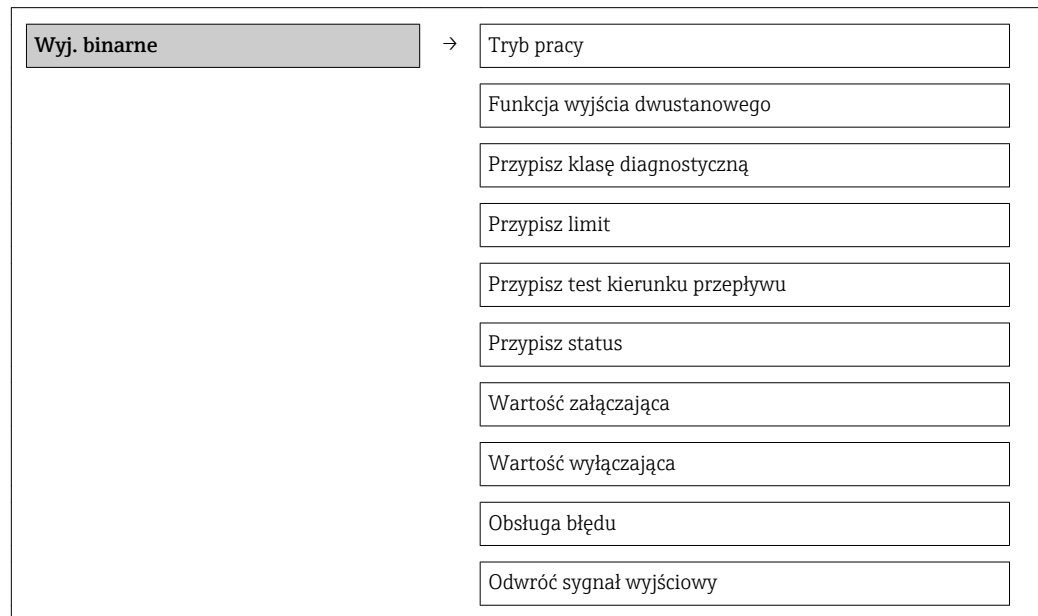 Wyj. binarne → Tryb pracy
Funkcja wyjścia dwustanowego
Przypisz klasę diagnostyczną
Przypisz limit
Przypisz test kierunku przepływu
Przypisz status
Wartość załączająca
Wartość wyłączająca
Obsługa błędu
Odwróć sygnał wyjściowy